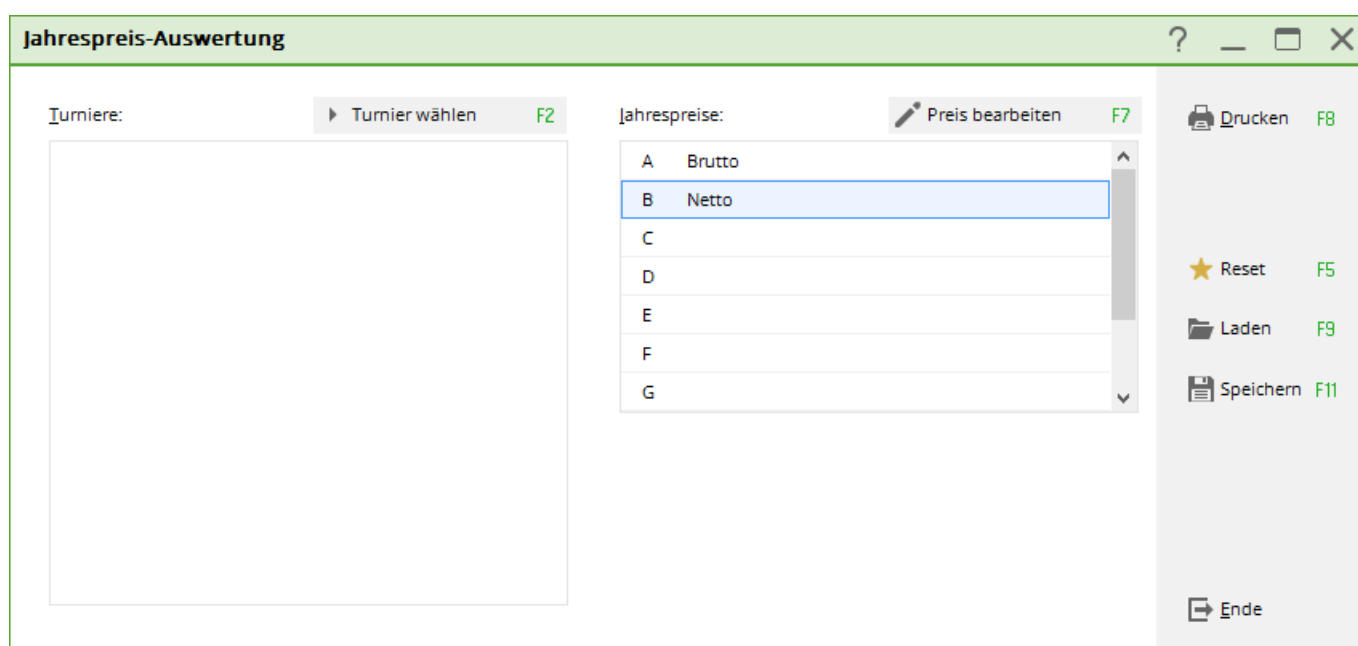 Jahrespreis-Auswertung
Turniere:
Turnier wählen F2
Jahrespreise:
Preis bearbeiten F7
A Brutto
B Netto
C
D
E
F
G
Drucken F8
Reset F5
Laden F9
Speichern F11
Ende